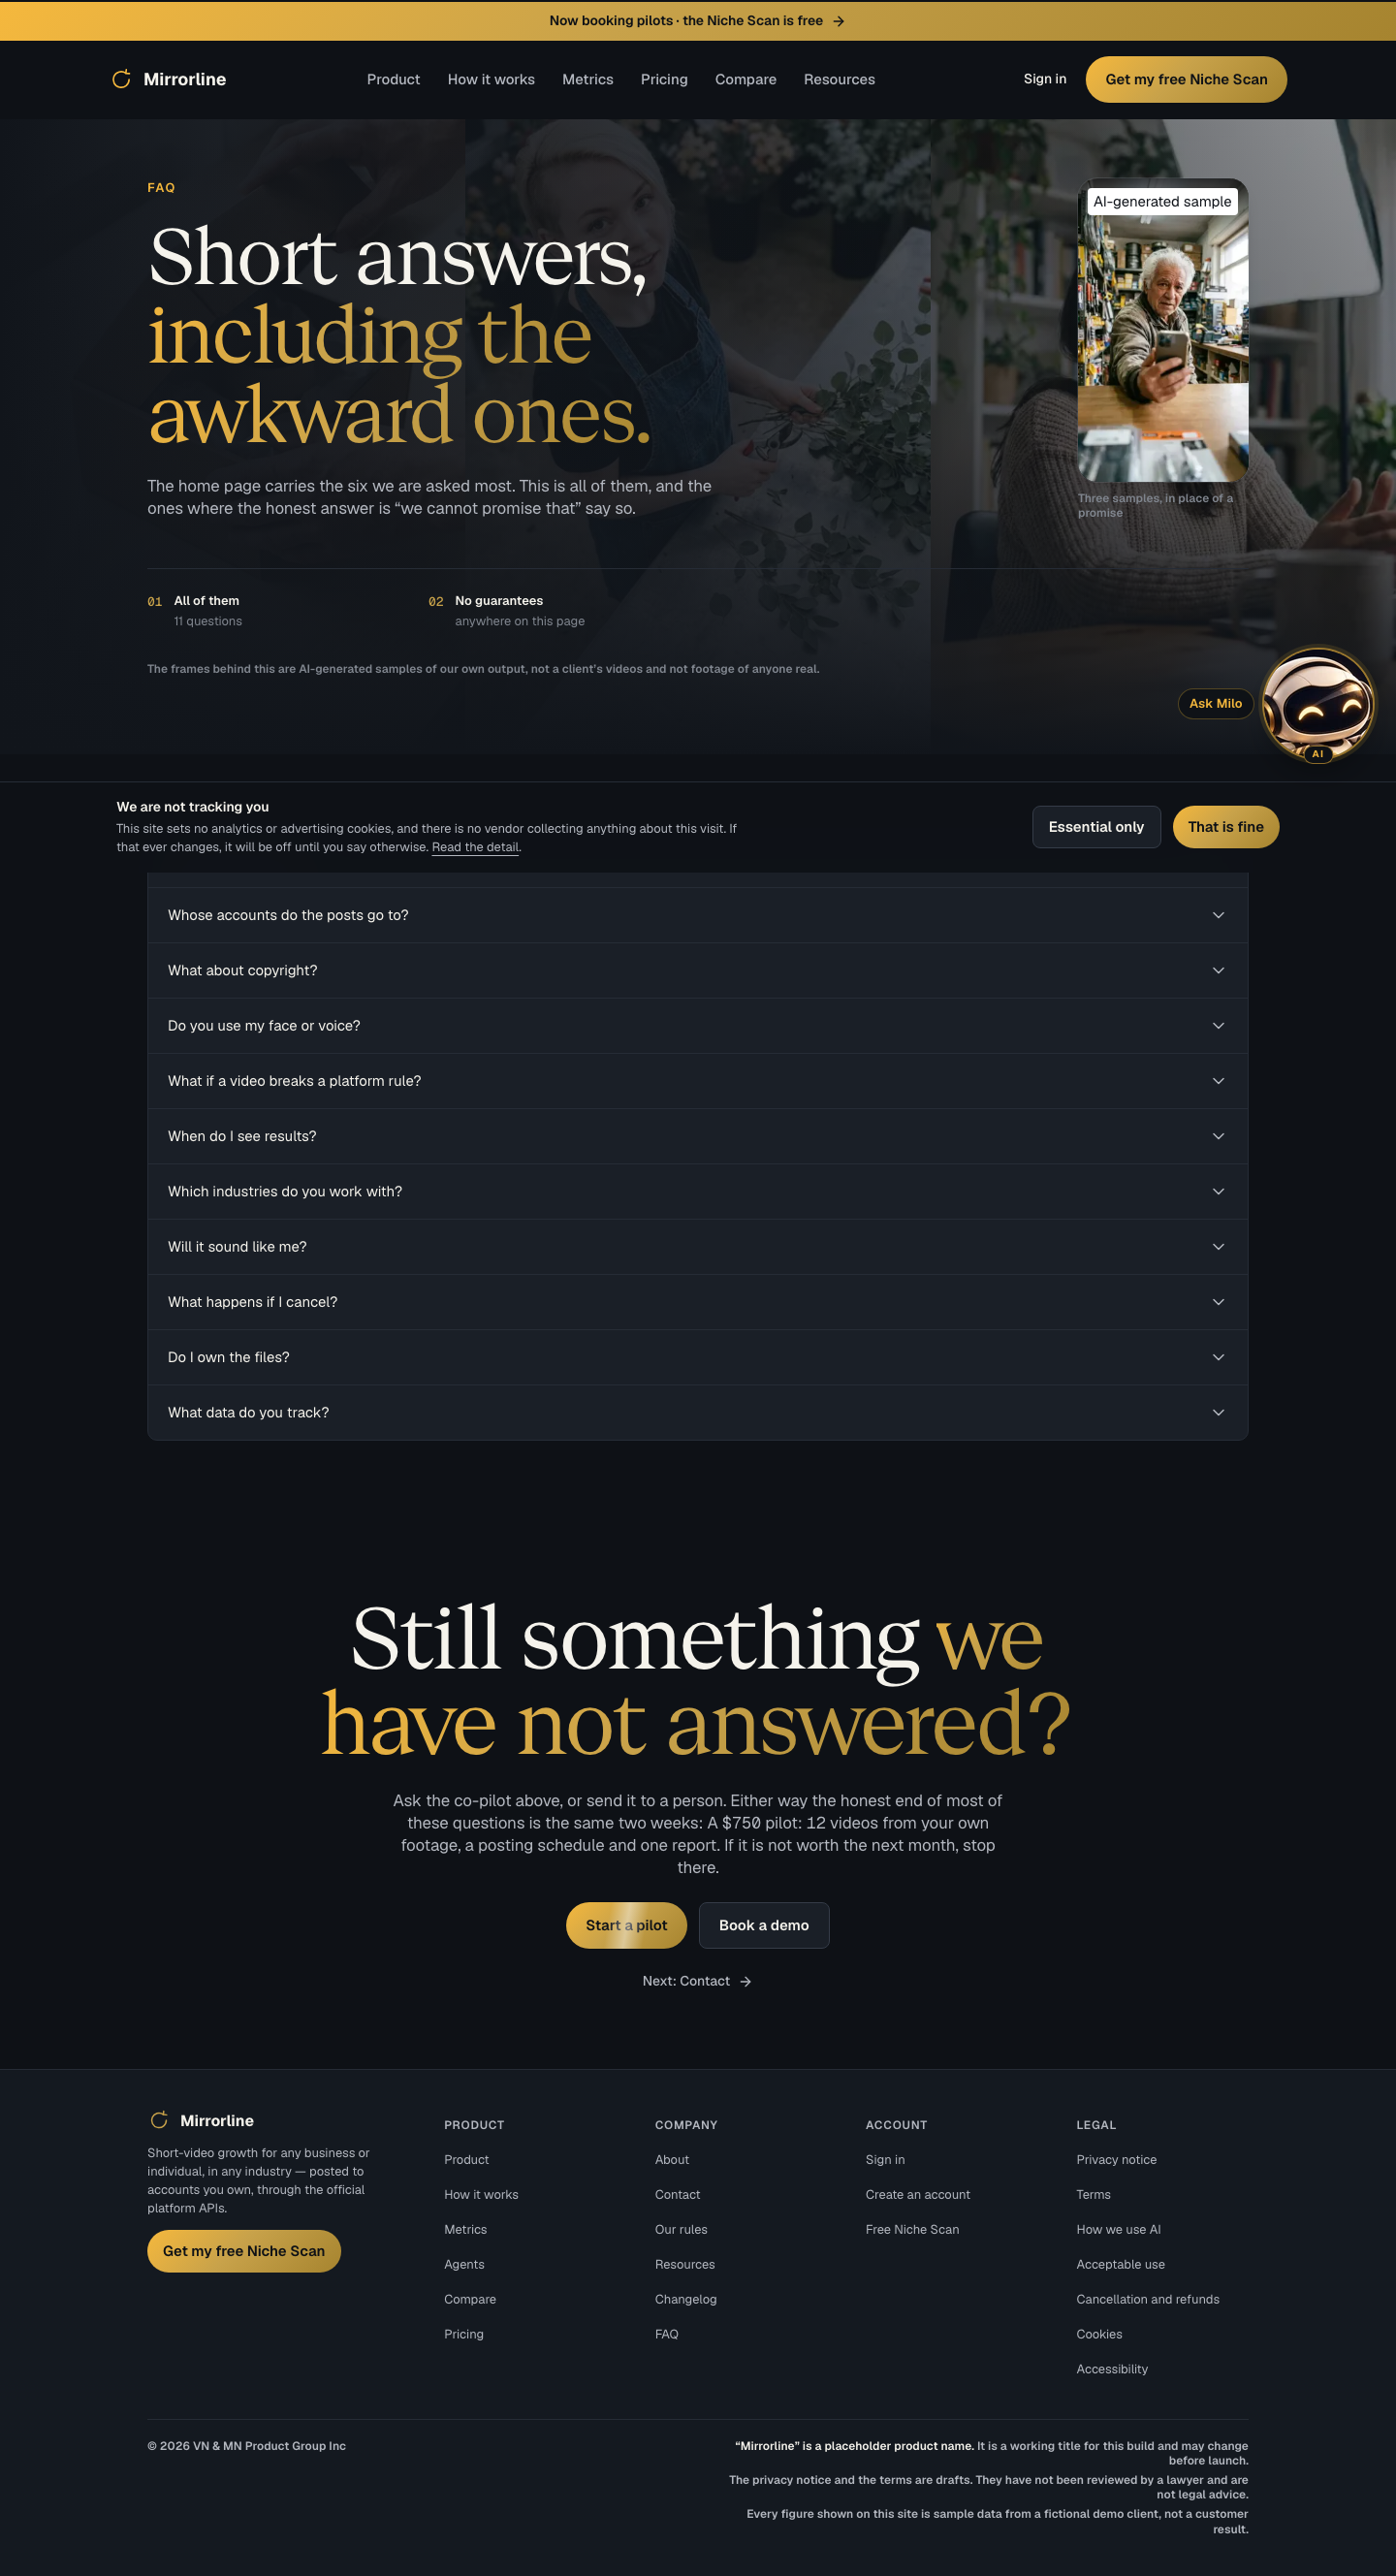 Now booking pilots · the Niche Scan is free
Mirrorline
Product
How it works
Metrics
Pricing
Compare
Resources
Sign in
Get my free Niche Scan
FAQ
Short answers,
including the
awkward ones.
The home page carries the six we are asked most. This is all of them, and the
ones where the honest answer is “we cannot promise that” say so.
AI-generated sample
Three samples, in place of a
promise
01 All of them
11 questions
02 No guarantees
anywhere on this page
The frames behind this are AI-generated samples of our own output, not a client's videos and not footage of anyone real.
Ask Milo
AI
We are not tracking you
This site sets no analytics or advertising cookies, and there is no vendor collecting anything about this visit. If
that ever changes, it will be off until you say otherwise. Read the detail.
Essential only
That is fine
Whose accounts do the posts go to?
What about copyright?
Do you use my face or voice?
What if a video breaks a platform rule?
When do I see results?
Which industries do you work with?
Will it sound like me?
What happens if I cancel?
Do I own the files?
What data do you track?
Still something we
have not answered?
Ask the co-pilot above, or send it to a person. Either way the honest end of most of
these questions is the same two weeks: A $750 pilot: 12 videos from your own
footage, a posting schedule and one report. If it is not worth the next month, stop
there.
Start a pilot
Book a demo
Next: Contact
Mirrorline
Short-video growth for any business or
individual, in any industry — posted to
accounts you own, through the official
platform APIs.
Get my free Niche Scan
PRODUCT
Product
How it works
Metrics
Agents
Compare
Pricing
COMPANY
About
Contact
Our rules
Resources
Changelog
FAQ
ACCOUNT
Sign in
Create an account
Free Niche Scan
LEGAL
Privacy notice
Terms
How we use AI
Acceptable use
Cancellation and refunds
Cookies
Accessibility
© 2026 VN & MN Product Group Inc
“Mirrorline” is a placeholder product name. It is a working title for this build and may change
before launch.
The privacy notice and the terms are drafts. They have not been reviewed by a lawyer and are
not legal advice.
Every figure shown on this site is sample data from a fictional demo client, not a customer
result.